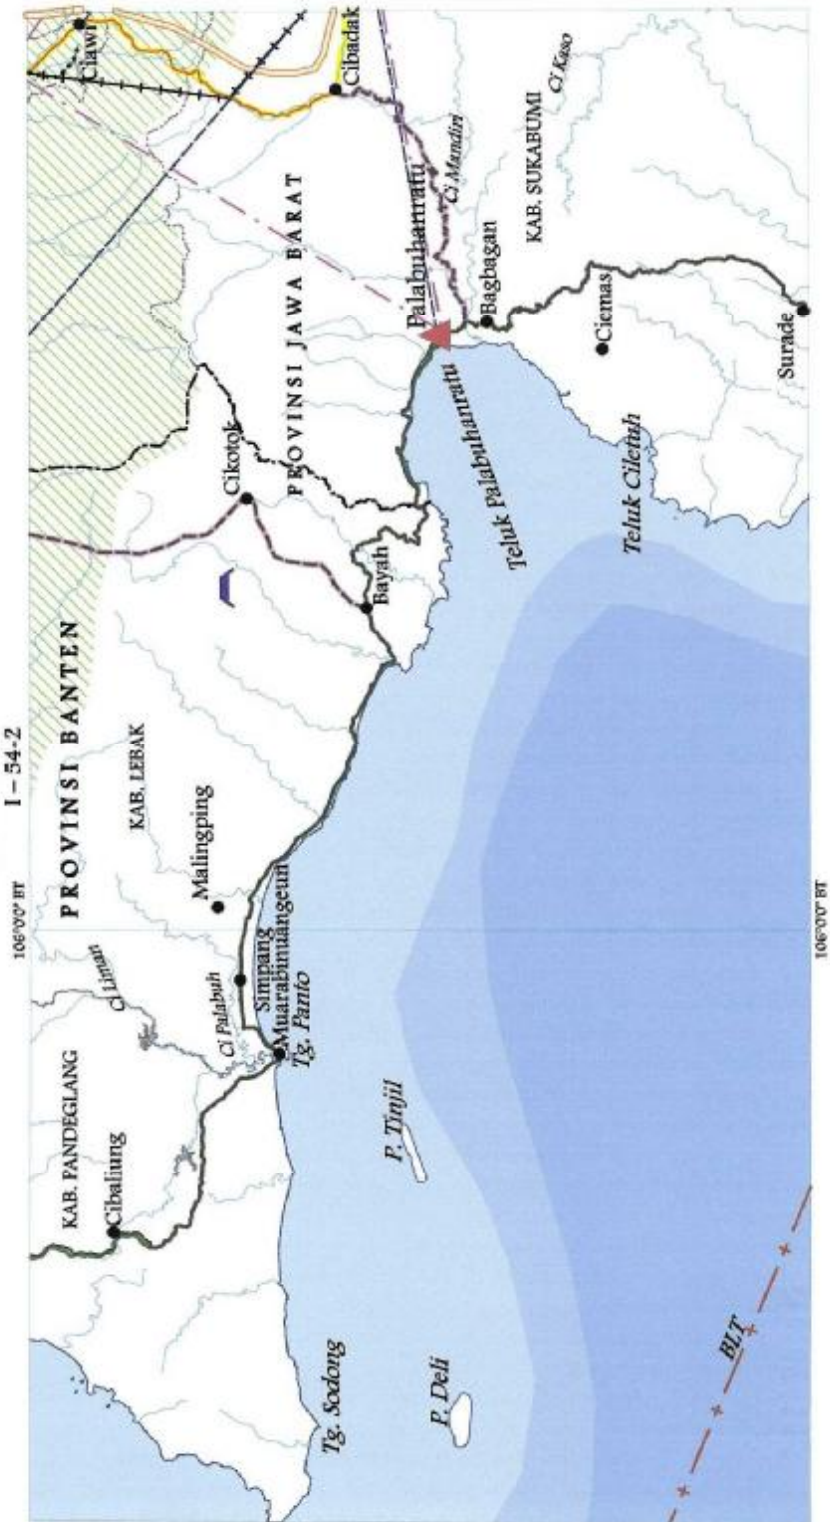 I – 54-2
106°0'0" BT
PROVINSI BANTEN
KAB. PANDEGLANG
Cibaliung
Ci Liman
KAB. LEBAK
Ciawi
Malingping
Ci Palabuh
Simpang
Muarabinuangeun
Tg. Panto
Cikotok
PROVINSI JAWA BARAT
Cibadak
Bayah
Tg. Sodong
P. Tinjil
P. Deli
Palabuhanratu
Ci Mandiri
Teluk Palabuhanratu
Bagbagan
KAB. SUKABUMI
Ci Kaso
Ciemas
Teluk Ciletuh
Surade
BLT
106°0'0" BT